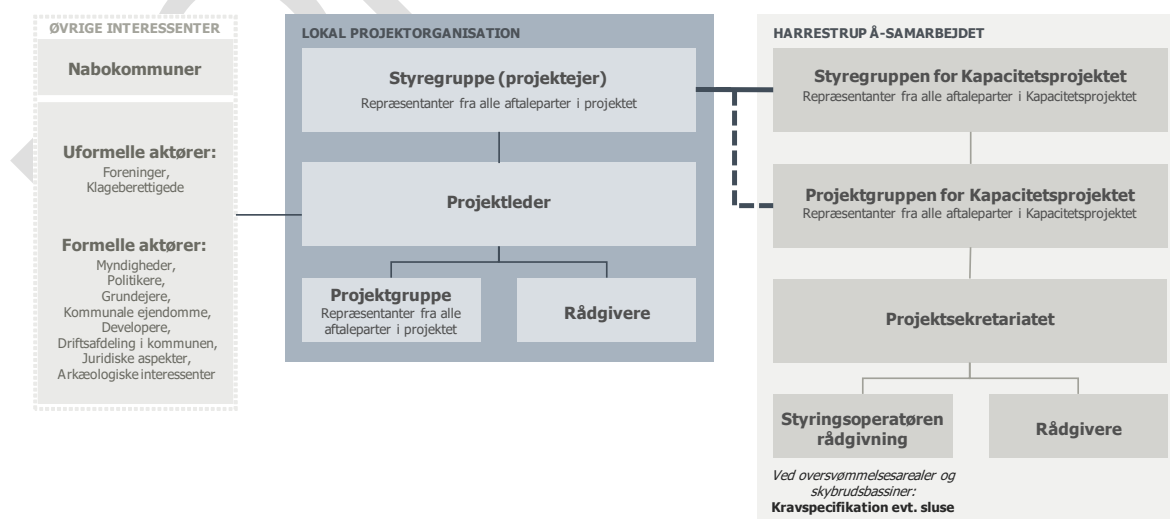 ØVRIGE INTERESSENTER
Nabokommuner
Uformelle aktører:
Foreninger,
Klageberettigede
Formelle aktører:
Myndigheder,
Politikere,
Grundejere,
Kommunale ejendomme,
Developere,
Driftsafdeling i kommunen,
Juridiske aspekter,
Arkæologiske interessenter
LOKAL PROJEKTORGANISATION
Styregruppe (projektejer)
Repræsentanter fra alle aftaleparter i projektet
Projektleder
Projektgruppe
Repræsentanter fra alle
aftaleparter i projektet
Rådgivere
HARRESTRUP Å-SAMARBEJDET
Styregruppen for Kapacitetsprojektet
Repræsentanter fra alle aftaleparter i Kapacitetsprojektet
Projektgruppen for Kapacitetsprojektet
Repræsentanter fra alle aftaleparter i Kapacitetsprojektet
Projektsekretariatet
Styringsoperatøren
rådgivning
Rådgivere
Ved oversvømmelsesarealer og
skybrudsbassiner:
Kravspecifikation evt. sluse